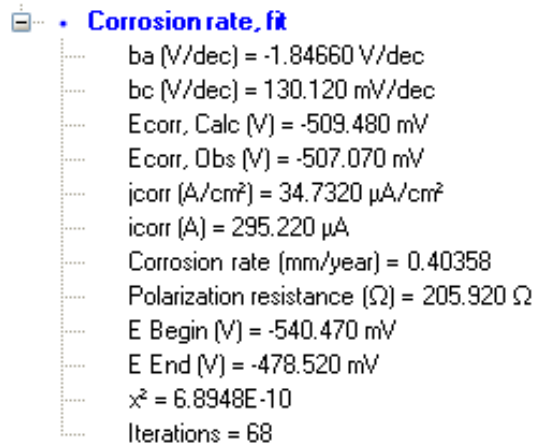 Corrosion rate, fit
ba (V/dec) = -1.84660 V/dec
bc (V/dec) = 130.120 mV/dec
Ecorr, Calc (V) = -509.480 mV
Ecorr, Obs (V) = -507.070 mV
jcorr (A/cm²) = 34.7320 µA/cm²
icorr (A) = 295.220 µA
Corrosion rate (mm/year) = 0.40358
Polarization resistance (Ω) = 205.920 Ω
E Begin (V) = -540.470 mV
E End (V) = -478.520 mV
x² = 6.8948E-10
Iterations = 68